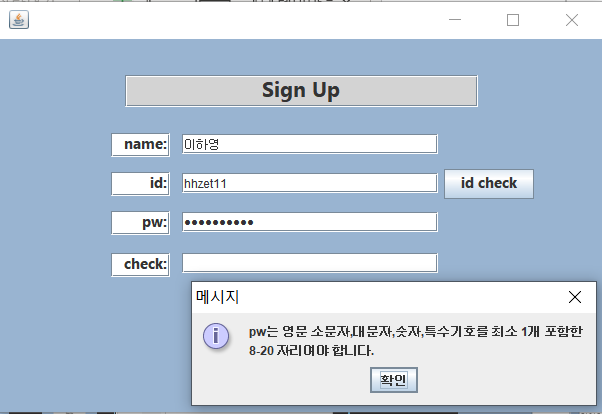 Sign Up
name: 이하영
id: hhzet11 id check
pw: ●●●●●●●●●●
check:
메시지
pw는 영문 소문자,대문자,숫자,특수기호를 최소 1개 포함한
8-20 자리여야 합니다.
확인